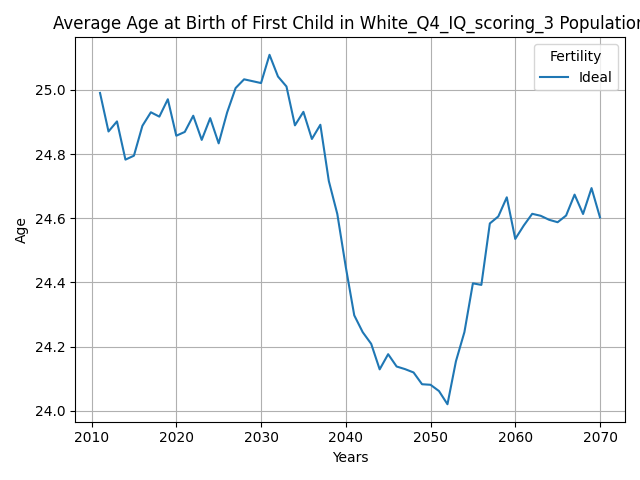 Average Age at Birth of First Child in White_Q4_IQ_scoring_3 Population
Fertility
Ideal
25.0
24.8
24.6
24.4
24.2
24.0
Age
2010 2020 2030 2040 2050 2060 2070
Years